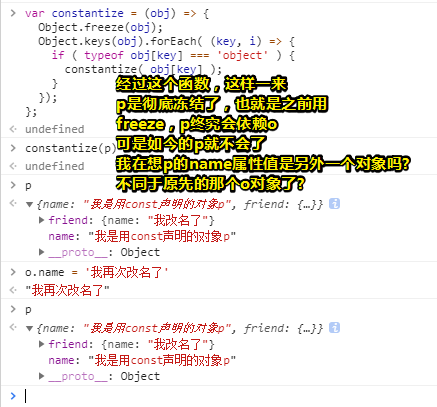 > var constantize = (obj) => {
Object.freeze(obj);
Object.keys(obj).forEach( (key, i) => {
if ( typeof obj[key] === 'object' ) {
constantize( obj[key] );
}
});
};
经过这个函数，这样一来
p是彻底冻结了，也就是之前用
freeze，p终究会依赖o
可是如今的p就不会了
我在想p的name属性值是另外一个对象吗?
不同于原先的那个o对象了?
< undefined
> constantize(p)
< undefined
> p
< ▼{name: "我是用const声明的对象p", friend: {…}} i
▶ friend: {name: "我改名了"}
name: "我是用const声明的对象p"
▶ __proto__: Object
> o.name = '我再次改名了'
< "我再次改名了"
> p
< ▼{name: "我是用const声明的对象p", friend: {…}} i
▶ friend: {name: "我改名了"}
name: "我是用const声明的对象p"
▶ __proto__: Object
>